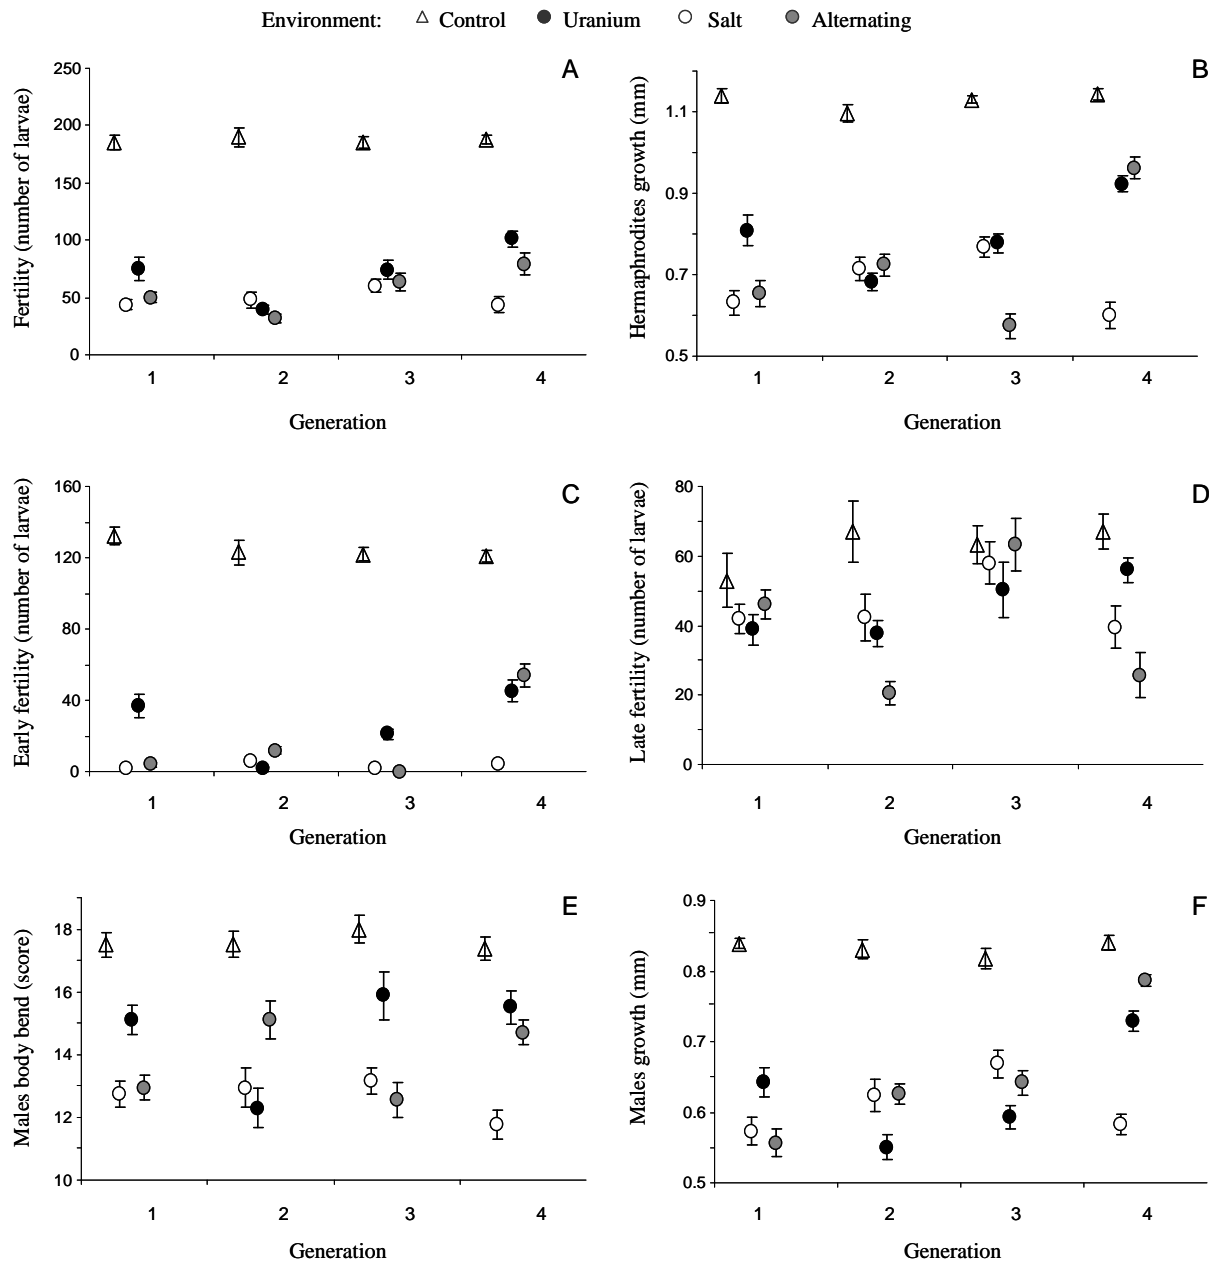 Environment: Control Uranium Salt Alternating
A
Fertility (number of larvae)
250
200
150
100
50
0
1 2 3 4
Generation
B
Hermaphrodites growth (mm)
1.1
0.9
0.7
0.5
1 2 3 4
Generation
C
Early fertility (number of larvae)
160
120
80
40
0
1 2 3 4
Generation
D
Late fertility (number of larvae)
80
60
40
20
0
1 2 3 4
Generation
E
Males body bend (score)
18
16
14
12
10
1 2 3 4
Generation
F
Males growth (mm)
0.9
0.8
0.7
0.6
0.5
1 2 3 4
Generation